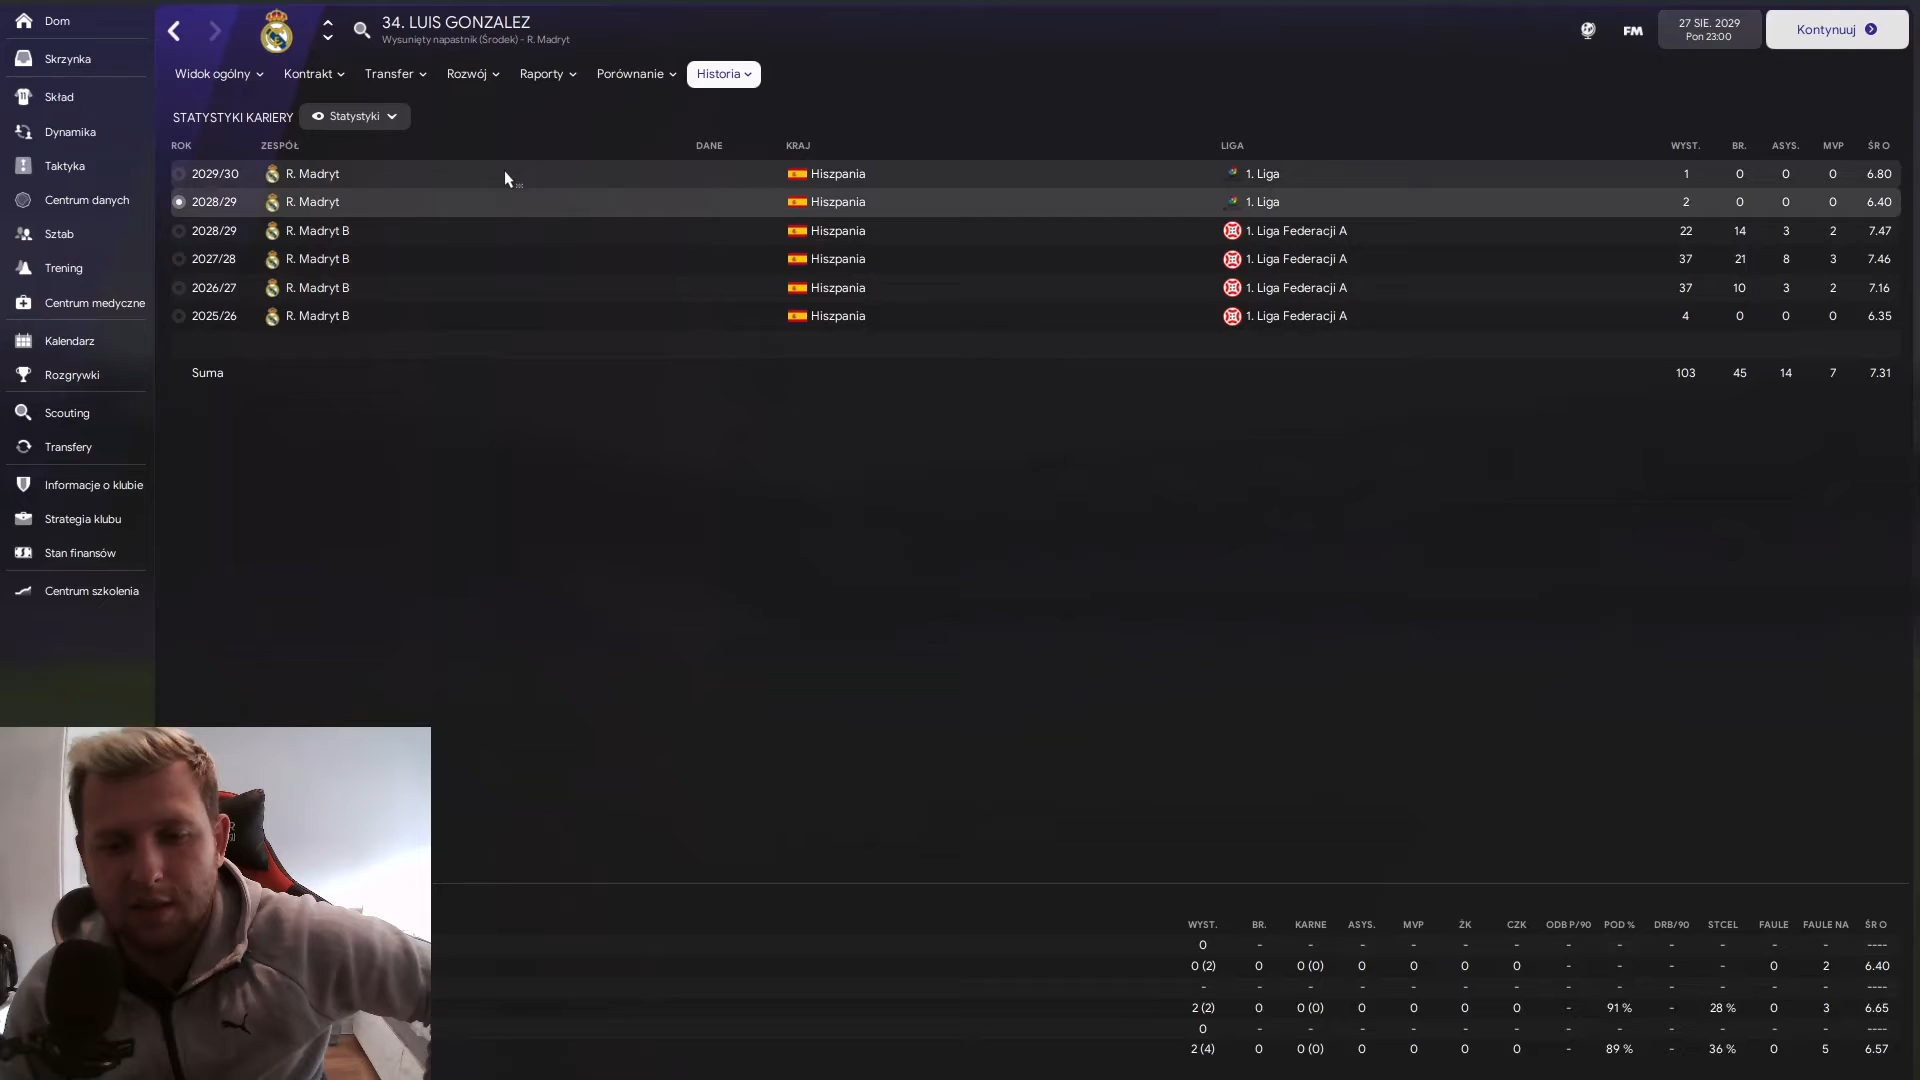 Dom
34. LUIS GONZALEZ
Wysunięty napastnik (Środek) - R. Madryt
FM
27 SIE. 2029
Pon 23:00
Kontynuuj
Skrzynka
Skład
Dynamika
Taktyka
Centrum danych
Sztab
Trening
Centrum medyczne
Kalendarz
Rozgrywki
Scouting
Transfery
Informacje o klubie
Strategia klubu
Stan finansów
Centrum szkolenia
Widok ogólny Kontrakt Transfer Rozwój Raporty Porównanie Historia
STATYSTYKI KARIERY Statystyki
ROK ZESPÓŁ DANE KRAJ LIGA WYST. BR. ASYS. MVP ŚR O
2029/30 R. Madryt Hiszpania 1. Liga 1 0 0 0 6.80
2028/29 R. Madryt Hiszpania 1. Liga 2 0 0 0 6.40
2028/29 R. Madryt B Hiszpania 1. Liga Federacji A 22 14 3 2 7.47
2027/28 R. Madryt B Hiszpania 1. Liga Federacji A 37 21 8 3 7.46
2026/27 R. Madryt B Hiszpania 1. Liga Federacji A 37 10 3 2 7.16
2025/26 R. Madryt B Hiszpania 1. Liga Federacji A 4 0 0 0 6.35
Suma 103 45 14 7 7.31
WYST. BR. KARNE ASYS. MVP ŻK CZK ODB P/90 POD % DRB/90 STCEL FAULE FAULE NA ŚR O
0 - - - - - - - - - - - - ----
0 (2) 0 0 (0) 0 0 0 0 - - - - 0 2 6.40
- - - - - - - - - - - - - ----
2 (2) 0 0 (0) 0 0 0 0 - 91 % - 28 % 0 3 6.65
0 - - - - - - - - - - - - ----
2 (4) 0 0 (0) 0 0 0 0 - 89 % - 36 % 0 5 6.57